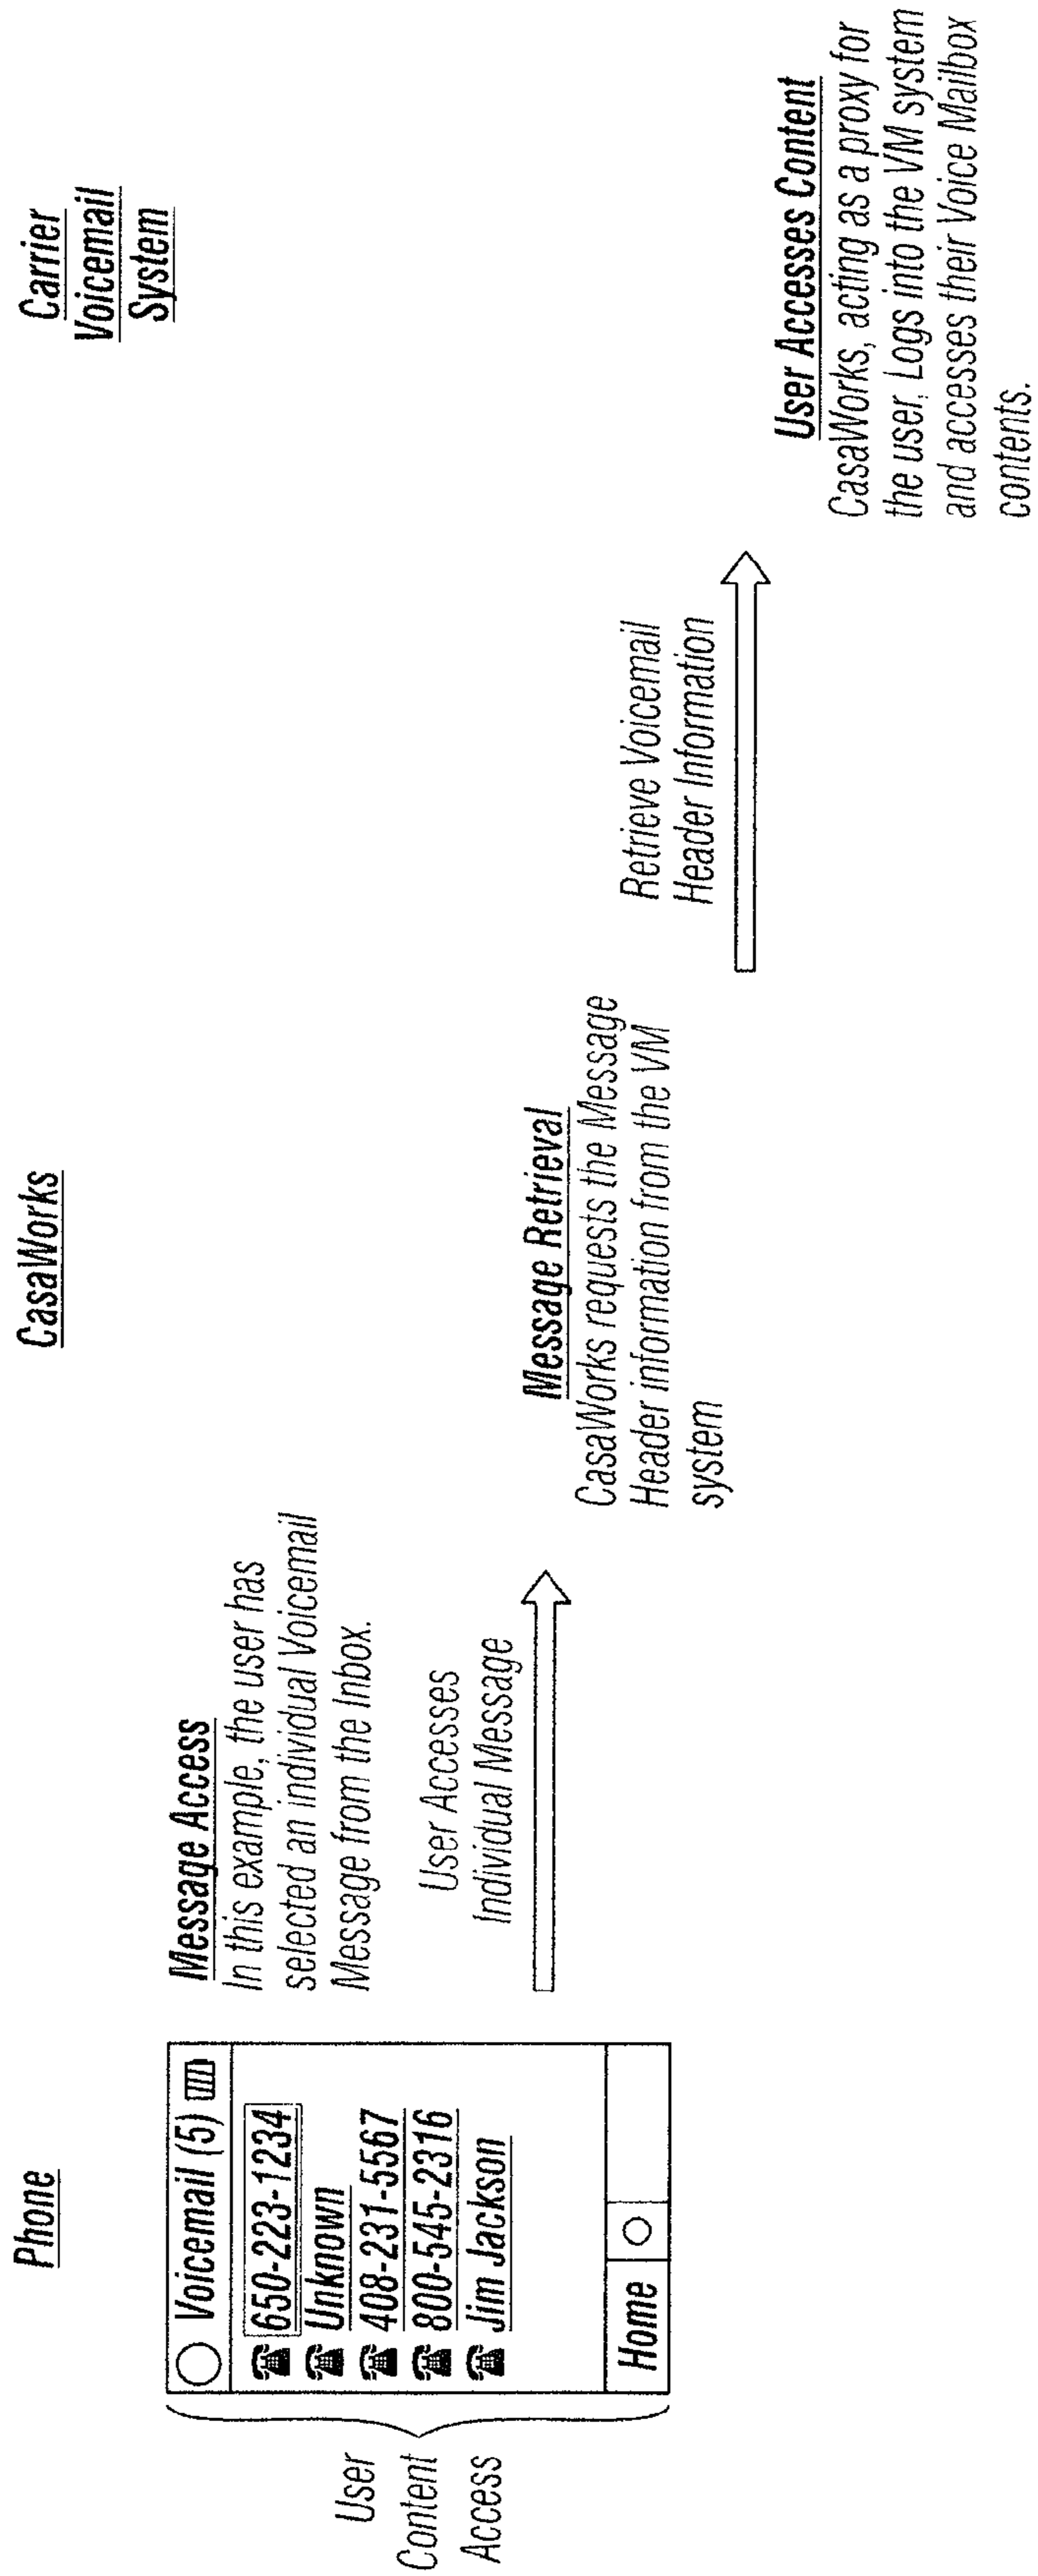 Phone
CasaWorks
Carrier
Voicemail
System
User
Content
Access
Voicemail (5)
650-223-1234
Unknown
408-231-5567
800-545-2316
Jim Jackson
Home
Message Access
In this example, the user has
selected an individual Voicemail
Message from the Inbox.
User Accesses
Individual Message
Message Retrieval
CasaWorks requests the Message
Header information from the VM
system
Retrieve Voicemail
Header Information
User Accesses Content
CasaWorks, acting as a proxy for
the user, Logs into the VM system
and accesses their Voice Mailbox
contents.